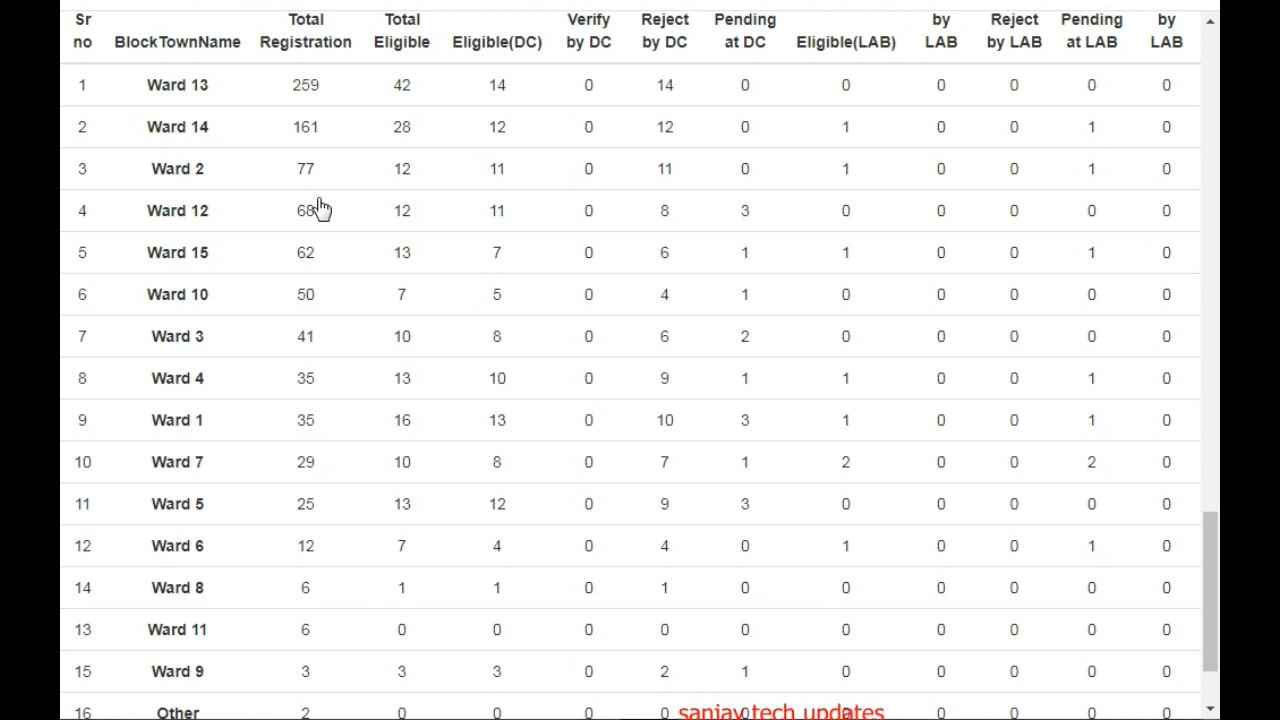 Sr no BlockTownName Total Registration Total Eligible Eligible(DC) Verify by DC Reject by DC Pending at DC Eligible(LAB) by LAB Reject by LAB Pending at LAB by LAB
1 Ward 13 259 42 14 0 14 0 0 0 0 0 0
2 Ward 14 161 28 12 0 12 0 1 0 0 1 0
3 Ward 2 77 12 11 0 11 0 1 0 0 1 0
4 Ward 12 68 12 11 0 8 3 0 0 0 0 0
5 Ward 15 62 13 7 0 6 1 1 0 0 1 0
6 Ward 10 50 7 5 0 4 1 0 0 0 0 0
7 Ward 3 41 10 8 0 6 2 0 0 0 0 0
8 Ward 4 35 13 10 0 9 1 1 0 0 1 0
9 Ward 1 35 16 13 0 10 3 1 0 0 1 0
10 Ward 7 29 10 8 0 7 1 2 0 0 2 0
11 Ward 5 25 13 12 0 9 3 0 0 0 0 0
12 Ward 6 12 7 4 0 4 0 1 0 0 1 0
14 Ward 8 6 1 1 0 1 0 0 0 0 0 0
13 Ward 11 6 0 0 0 0 0 0 0 0 0 0
15 Ward 9 3 3 3 0 2 1 0 0 0 0 0
16 Other 2 0 0 0 0 0 0 0 0 0 0
sanjay tech updates